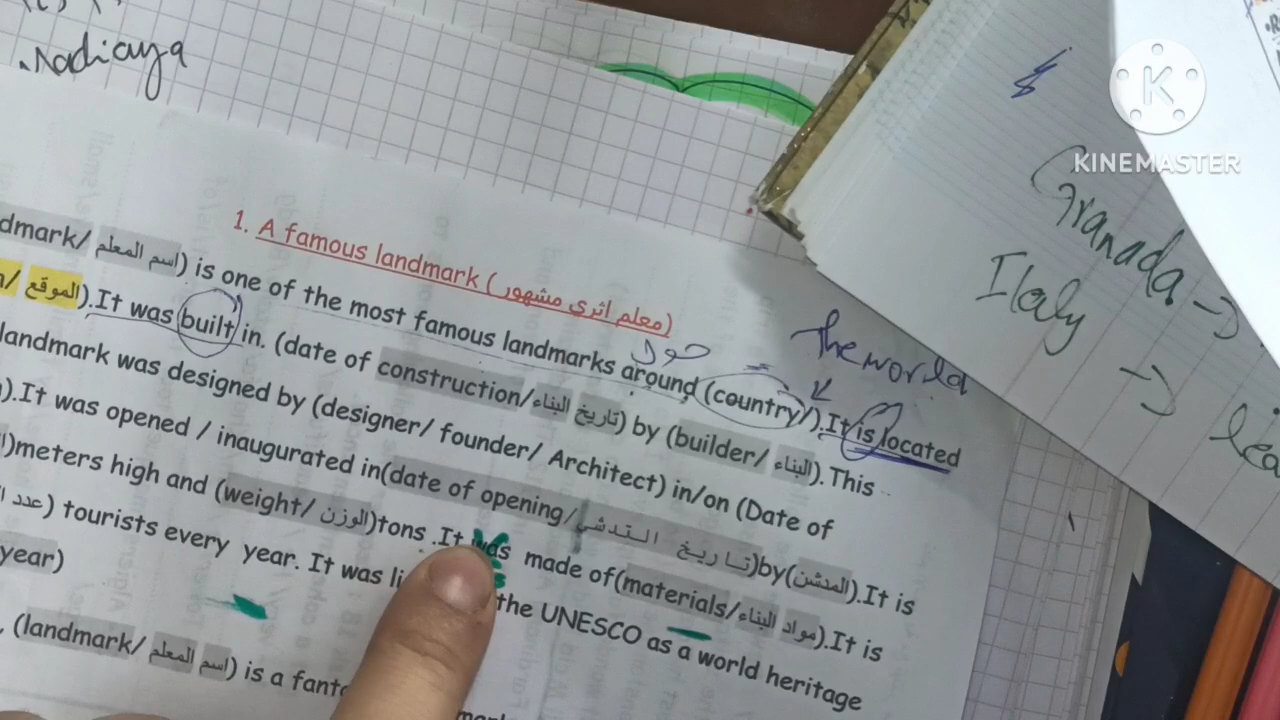 Nadjaya
KINEMASTER
Granada →
Italy →
1. A famous landmark (معلم اثري مشهور)
dmark/ اسم المعلم) is one of the most famous landmarks around (country/).It is located
حول
the world
/ الموقع).It was built in. (date of construction/تاريخ البناء) by (builder/ البناء). This
landmark was designed by (designer/ founder/ Architect) in/on (Date of
).It was opened / inaugurated in(date of opening/تاريخ التدشي)by(المدشن).It is
)meters high and (weight/ الوزن)tons .It was made of(materials/مواد البناء).It is
عدد) tourists every year. It was li the UNESCO as a world heritage
year)
, (landmark/ اسم المعلم) is a fant